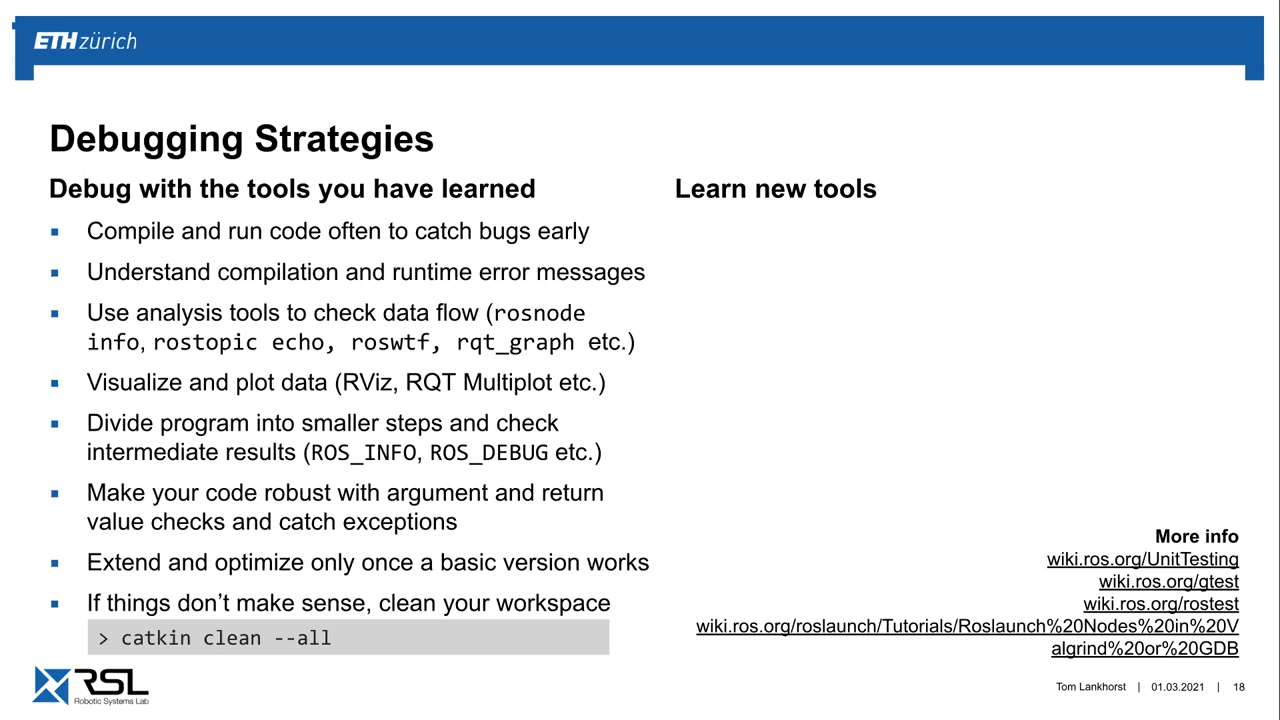 ETH zürich
Debugging Strategies
Debug with the tools you have learned
▪ Compile and run code often to catch bugs early
▪ Understand compilation and runtime error messages
▪ Use analysis tools to check data flow (rosnode
info, rostopic echo, roswtf, rqt_graph etc.)
▪ Visualize and plot data (RViz, RQT Multiplot etc.)
▪ Divide program into smaller steps and check
intermediate results (ROS_INFO, ROS_DEBUG etc.)
▪ Make your code robust with argument and return
value checks and catch exceptions
▪ Extend and optimize only once a basic version works
▪ If things don’t make sense, clean your workspace
> catkin clean --all
Learn new tools
More info
wiki.ros.org/UnitTesting
wiki.ros.org/gtest
wiki.ros.org/rostest
wiki.ros.org/roslaunch/Tutorials/Roslaunch%20Nodes%20in%20V
algrind%20or%20GDB
RSL
Robotic Systems Lab
Tom Lankhorst | 01.03.2021 | 18